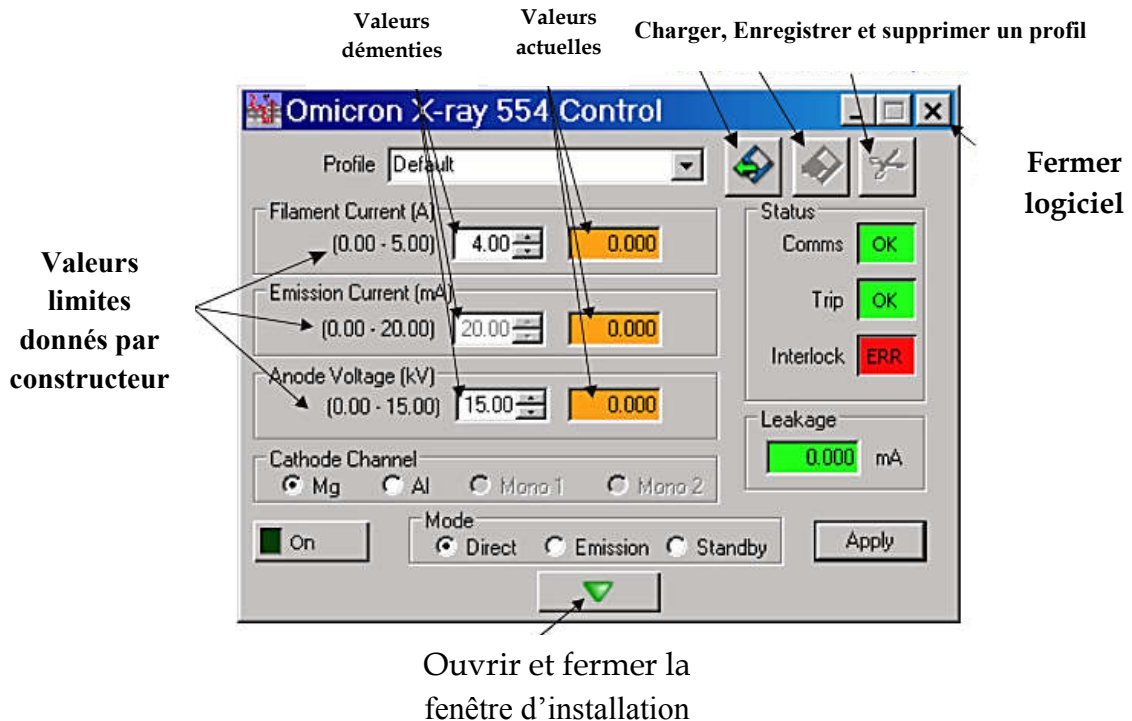 Valeurs
démenties
Valeurs
actuelles
Charger, Enregistrer et supprimer un profil
Omicron X-ray 554 Control
Fermer
logiciel
Profile Default
Filament Current (A)
(0.00 - 5.00) 4.00 0.000
Status
Comms OK
Trip OK
Interlock ERR
Valeurs
limites
donnés par
constructeur
Emission Current (mA)
(0.00 - 20.00) 20.00 0.000
Anode Voltage (kV)
(0.00 - 15.00) 15.00 0.000
Leakage
0.000 mA
Cathode Channel
Mg Al Mono 1 Mono 2
On
Mode
Direct Emission Standby
Apply
Ouvrir et fermer la
fenêtre d'installation